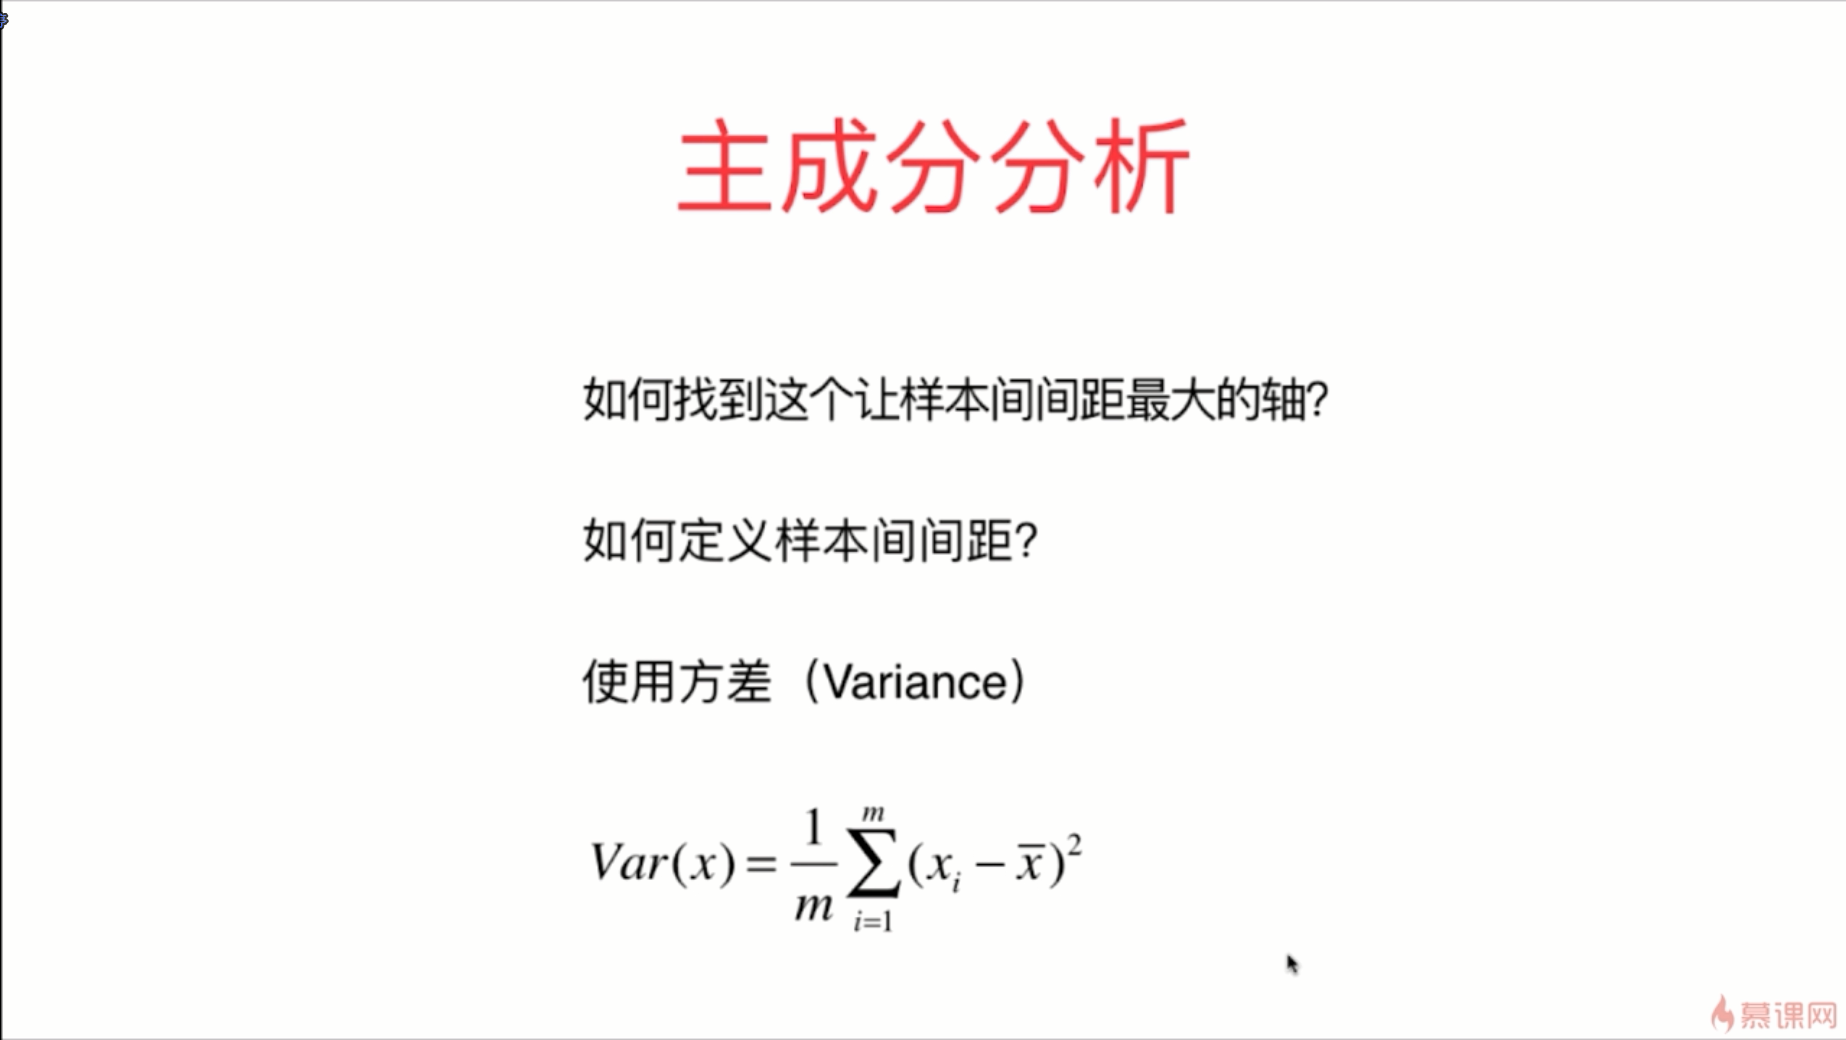 主成分分析
如何找到这个让样本间间距最大的轴?
如何定义样本间间距?
使用方差（Variance）
Var(x) = \frac{1}{m} \sum_{i=1}^{m} (x_i - \overline{x})^2
慕课网